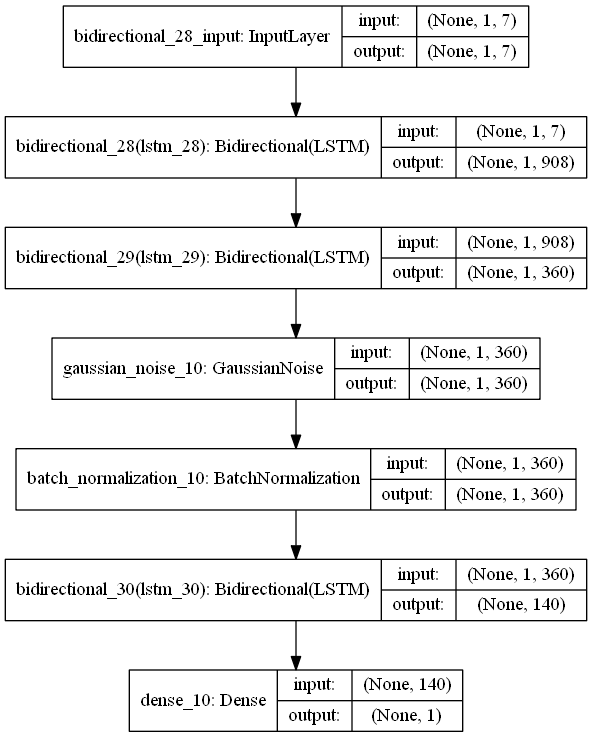 bidirectional_28_input: InputLayer
input: (None, 1, 7)
output: (None, 1, 7)
bidirectional_28(lstm_28): Bidirectional(LSTM)
input: (None, 1, 7)
output: (None, 1, 908)
bidirectional_29(lstm_29): Bidirectional(LSTM)
input: (None, 1, 908)
output: (None, 1, 360)
gaussian_noise_10: GaussianNoise
input: (None, 1, 360)
output: (None, 1, 360)
batch_normalization_10: BatchNormalization
input: (None, 1, 360)
output: (None, 1, 360)
bidirectional_30(lstm_30): Bidirectional(LSTM)
input: (None, 1, 360)
output: (None, 140)
dense_10: Dense
input: (None, 140)
output: (None, 1)